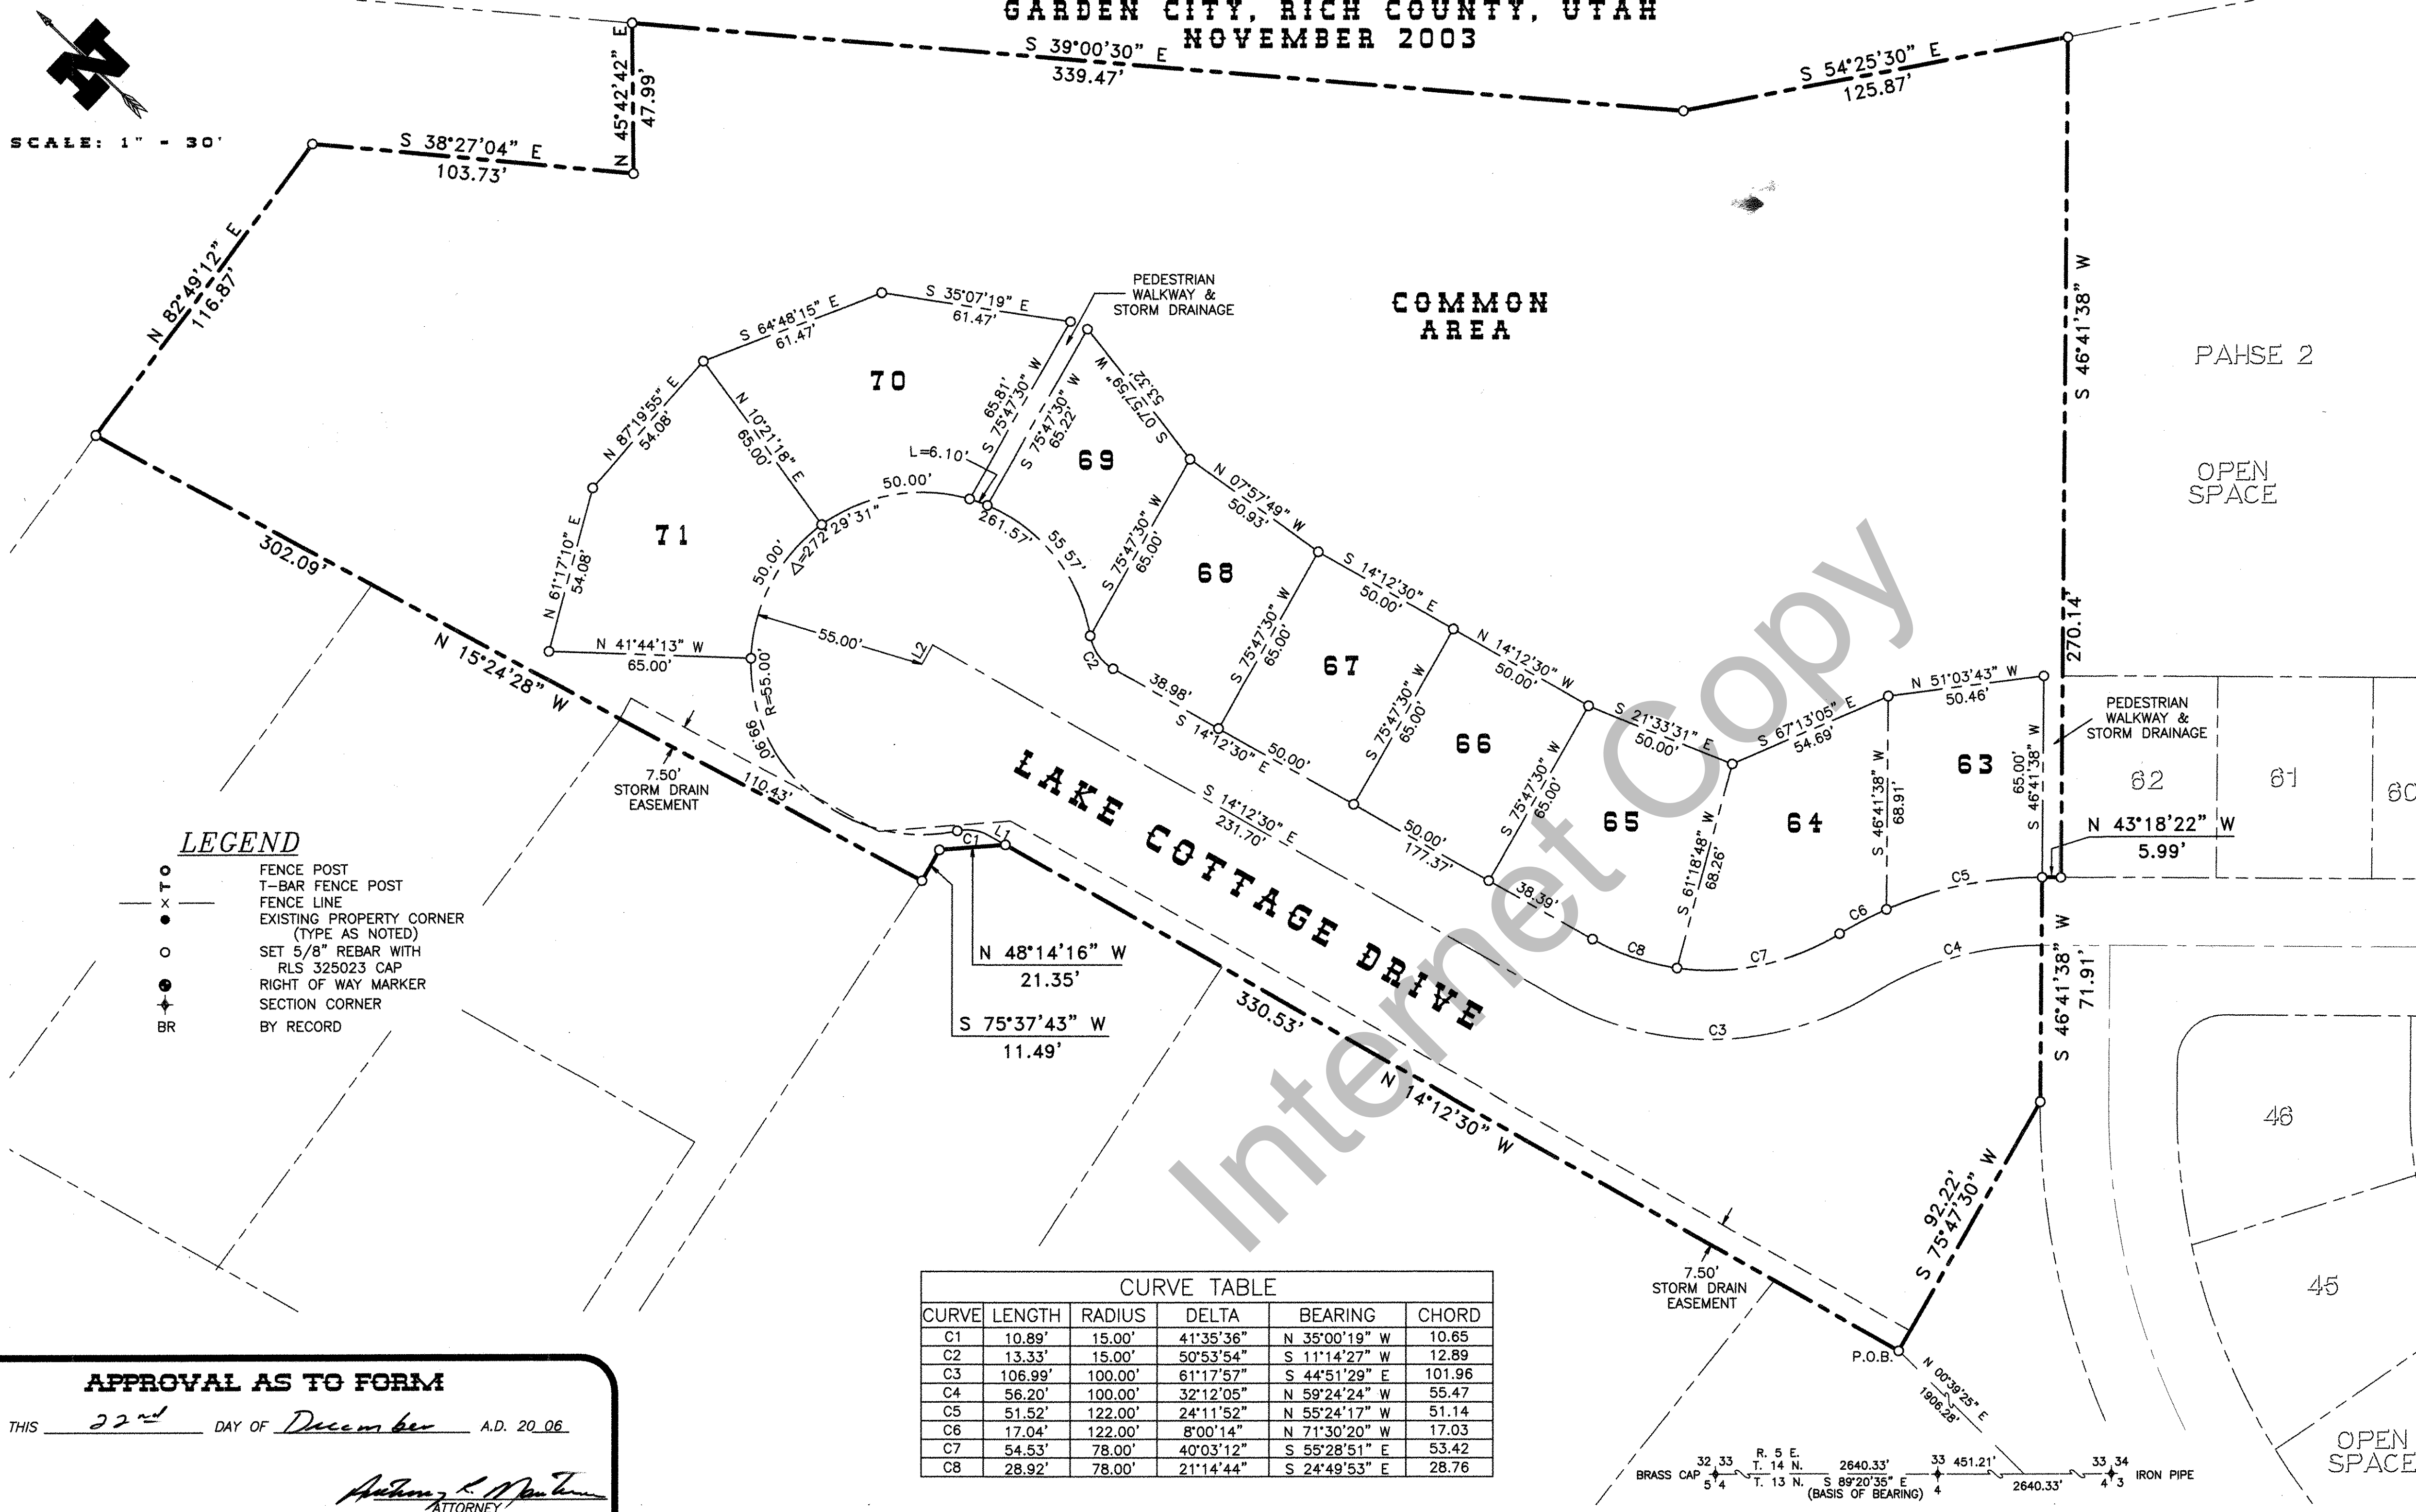 GARDEN CITY, RICH COUNTY, UTAH
NOVEMBER 2003
N
SCALE: 1" - 30'
S 39°00'30" E
339.47'
S 54°25'30" E
125.87'
N 45°42'42" E
47.99'
S 38°27'04" E
103.73'
N 82°49'12" E
116.87'
S 46°41'38" W
270.14'
COMMON
AREA
PAHSE 2
OPEN
SPACE
PEDESTRIAN
WALKWAY &
STORM DRAINAGE
S 64°48'15" E
61.47'
S 35°07'19" E
61.47'
70
N 87°19'55" E
54.08'
N 10°21'18" E
65.00'
65.81'
S 75°47'30" W
S 75°47'30" W
65.22'
S 07°57'59" W
53.32'
L=6.10'
69
50.00'
261.57'
55 57'
71
50.00'
Δ=272°29'31"
N 61°17'10" E
54.08'
N 41°44'13" W
65.00'
R=55.00'
66.90'
55.00'
L2
C2
S 75°47'30" W
65.00'
N 07°57'49" W
50.93'
68
S 14°12'30" E
50.00'
S 75°47'30" W
65.00'
67
N 14°12'30" W
50.00'
S 75°47'30" W
65.00'
66
S 21°33'31" E
50.00'
S 75°47'30" W
65.00'
65
S 67°13'05" E
54.69'
S 61°18'48" W
68.26'
64
N 51°03'43" W
50.46'
S 46°41'38" W
68.91'
63
65.00'
S 46°41'38" W
PEDESTRIAN
WALKWAY &
STORM DRAINAGE
62
61
60
N 43°18'22" W
5.99'
38.98'
S 14°12'30" E
50.00'
50.00'
177.37'
38.39'
C8
C7
C6
C5
C4
C3
S 14°12'30" E
231.70'
LAKE COTTAGE DRIVE
302.09'
N 15°24'28" W
110.43'
7.50'
STORM DRAIN
EASEMENT
C1
L1
N 48°14'16" W
21.35'
S 75°37'43" W
11.49'
330.53'
N 14°12'30" W
S 46°41'38" W
71.91'
92.22'
S 75°47'30" W
7.50'
STORM DRAIN
EASEMENT
46
45
OPEN
SPACE
P.O.B.
N 00°39'25" E
1906.28'
Internet Copy
LEGEND
FENCE POST
T-BAR FENCE POST
X FENCE LINE
EXISTING PROPERTY CORNER
(TYPE AS NOTED)
SET 5/8" REBAR WITH
RLS 325023 CAP
RIGHT OF WAY MARKER
SECTION CORNER
BR BY RECORD
CURVE TABLE
CURVE LENGTH RADIUS DELTA BEARING CHORD
C1 10.89' 15.00' 41°35'36" N 35°00'19" W 10.65
C2 13.33' 15.00' 50°53'54" S 11°14'27" W 12.89
C3 106.99' 100.00' 61°17'57" S 44°51'29" E 101.96
C4 56.20' 100.00' 32°12'05" N 59°24'24" W 55.47
C5 51.52' 122.00' 24°11'52" N 55°24'17" W 51.14
C6 17.04' 122.00' 8°00'14" N 71°30'20" W 17.03
C7 54.53' 78.00' 40°03'12" S 55°28'51" E 53.42
C8 28.92' 78.00' 21°14'44" S 24°49'53" E 28.76
APPROVAL AS TO FORM
THIS 22nd DAY OF December A.D. 20 06
ATTORNEY
R. 5 E.
T. 14 N.
T. 13 N.
BRASS CAP
32 33
5 4
2640.33'
S 89°20'35" E
(BASIS OF BEARING)
33
4
451.21'
2640.33'
33 34
4 3
IRON PIPE